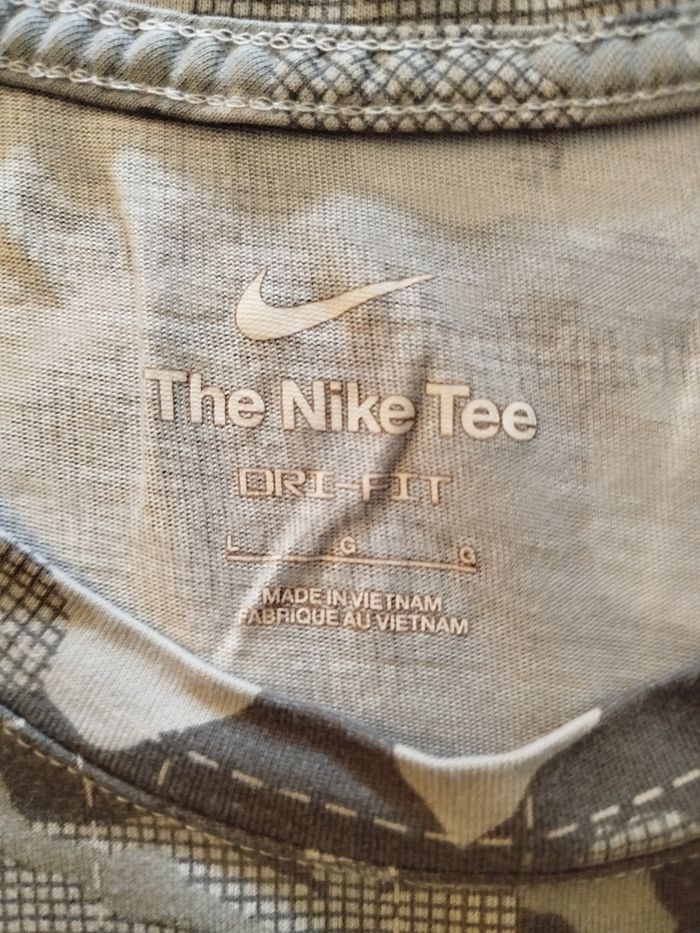 The Nike Tee
DRI-FIT
L G G
MADE IN VIETNAM
FABRIQUE AU VIETNAM